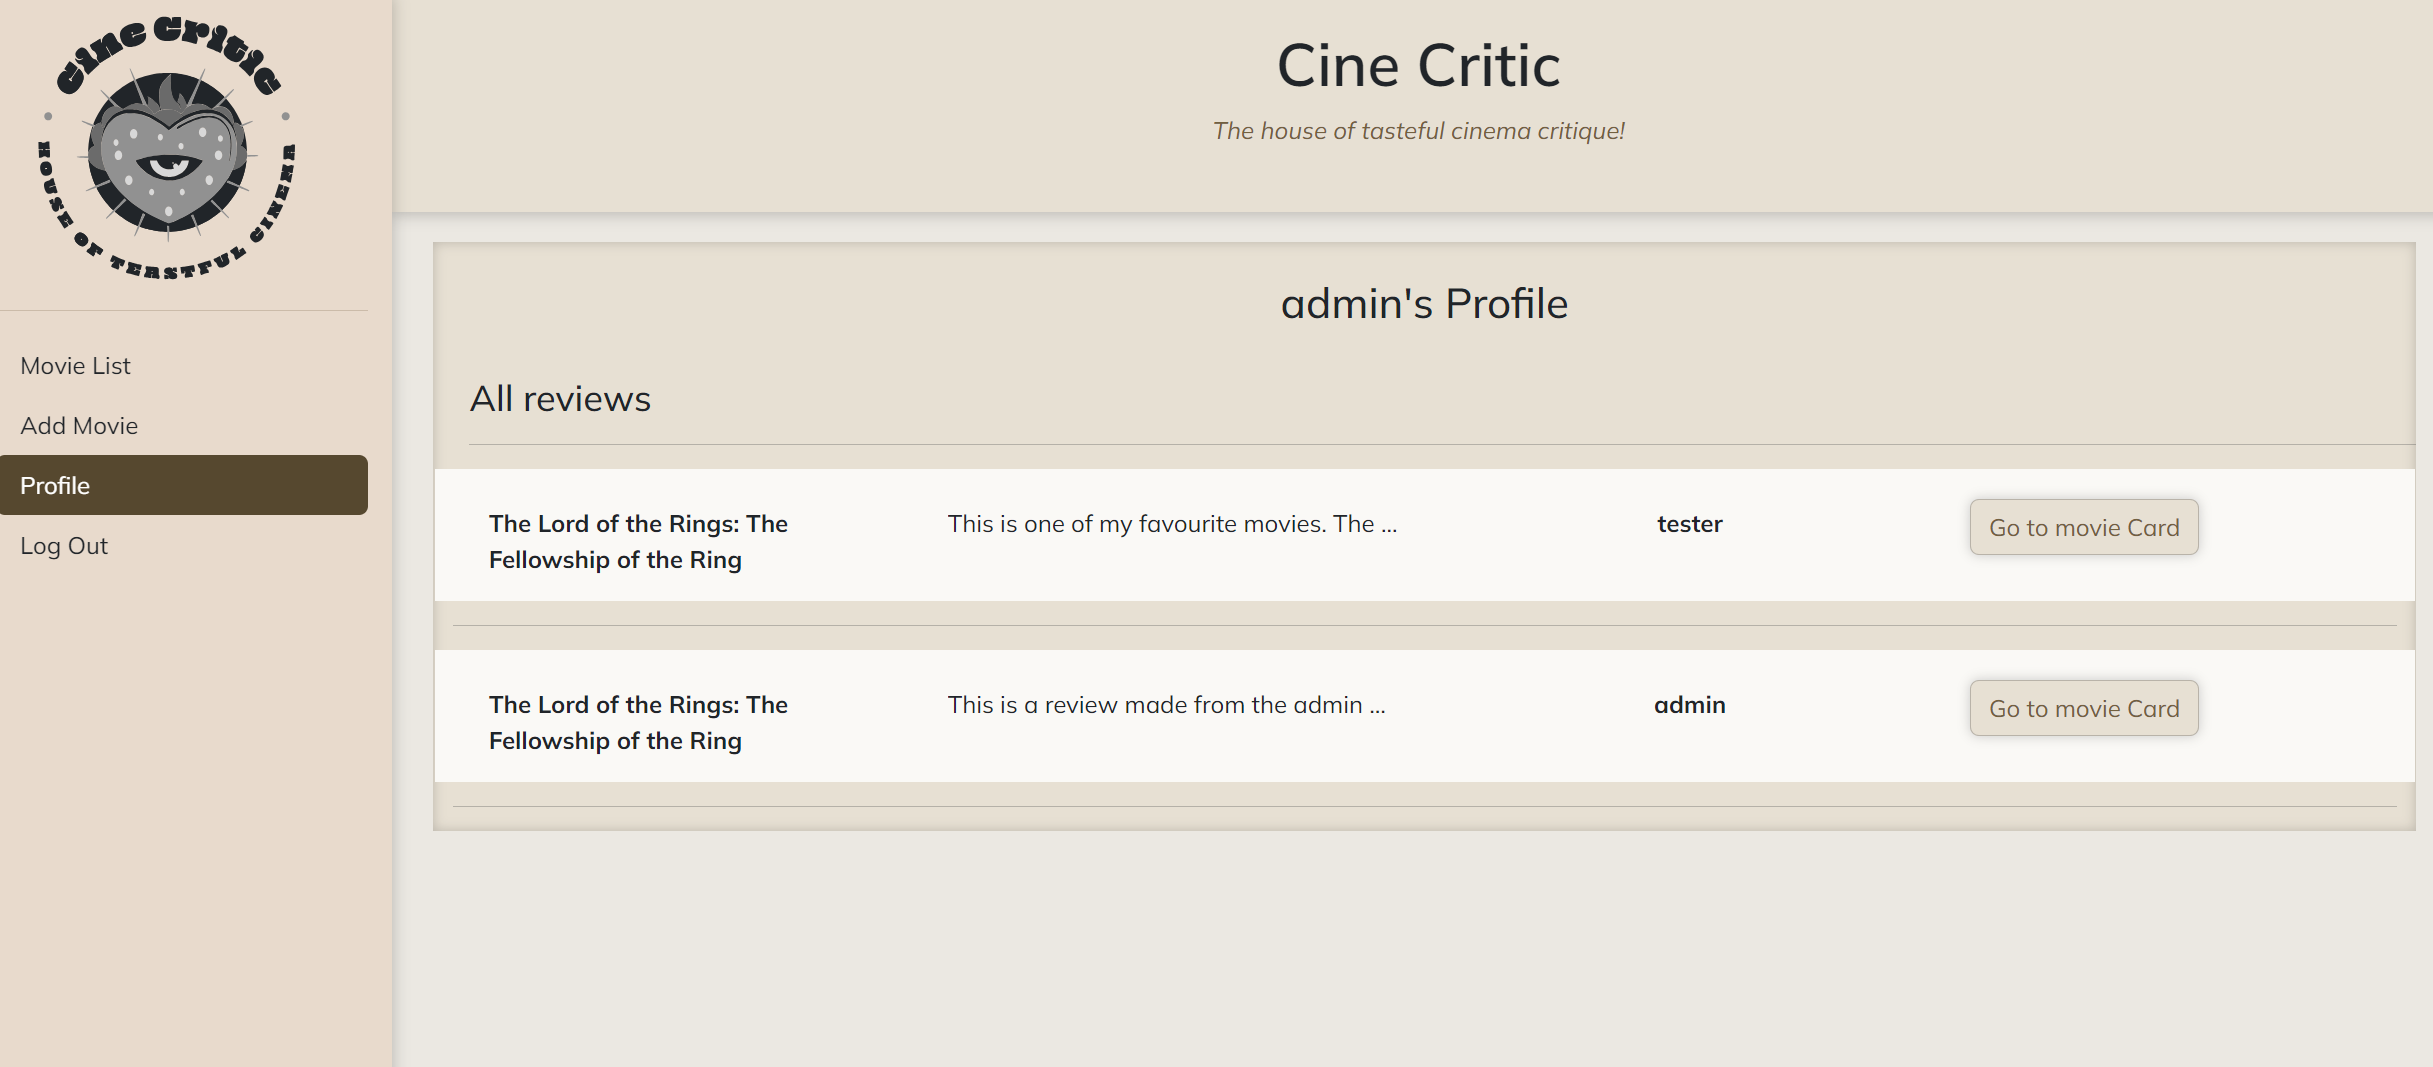 Cine Critic
HOUSE OF TERSTFUL CINEMA
Movie List
Add Movie
Profile
Log Out
Cine Critic
The house of tasteful cinema critique!
admin's Profile
All reviews
The Lord of the Rings: The
Fellowship of the Ring
This is one of my favourite movies. The ...
tester
Go to movie Card
The Lord of the Rings: The
Fellowship of the Ring
This is a review made from the admin ...
admin
Go to movie Card